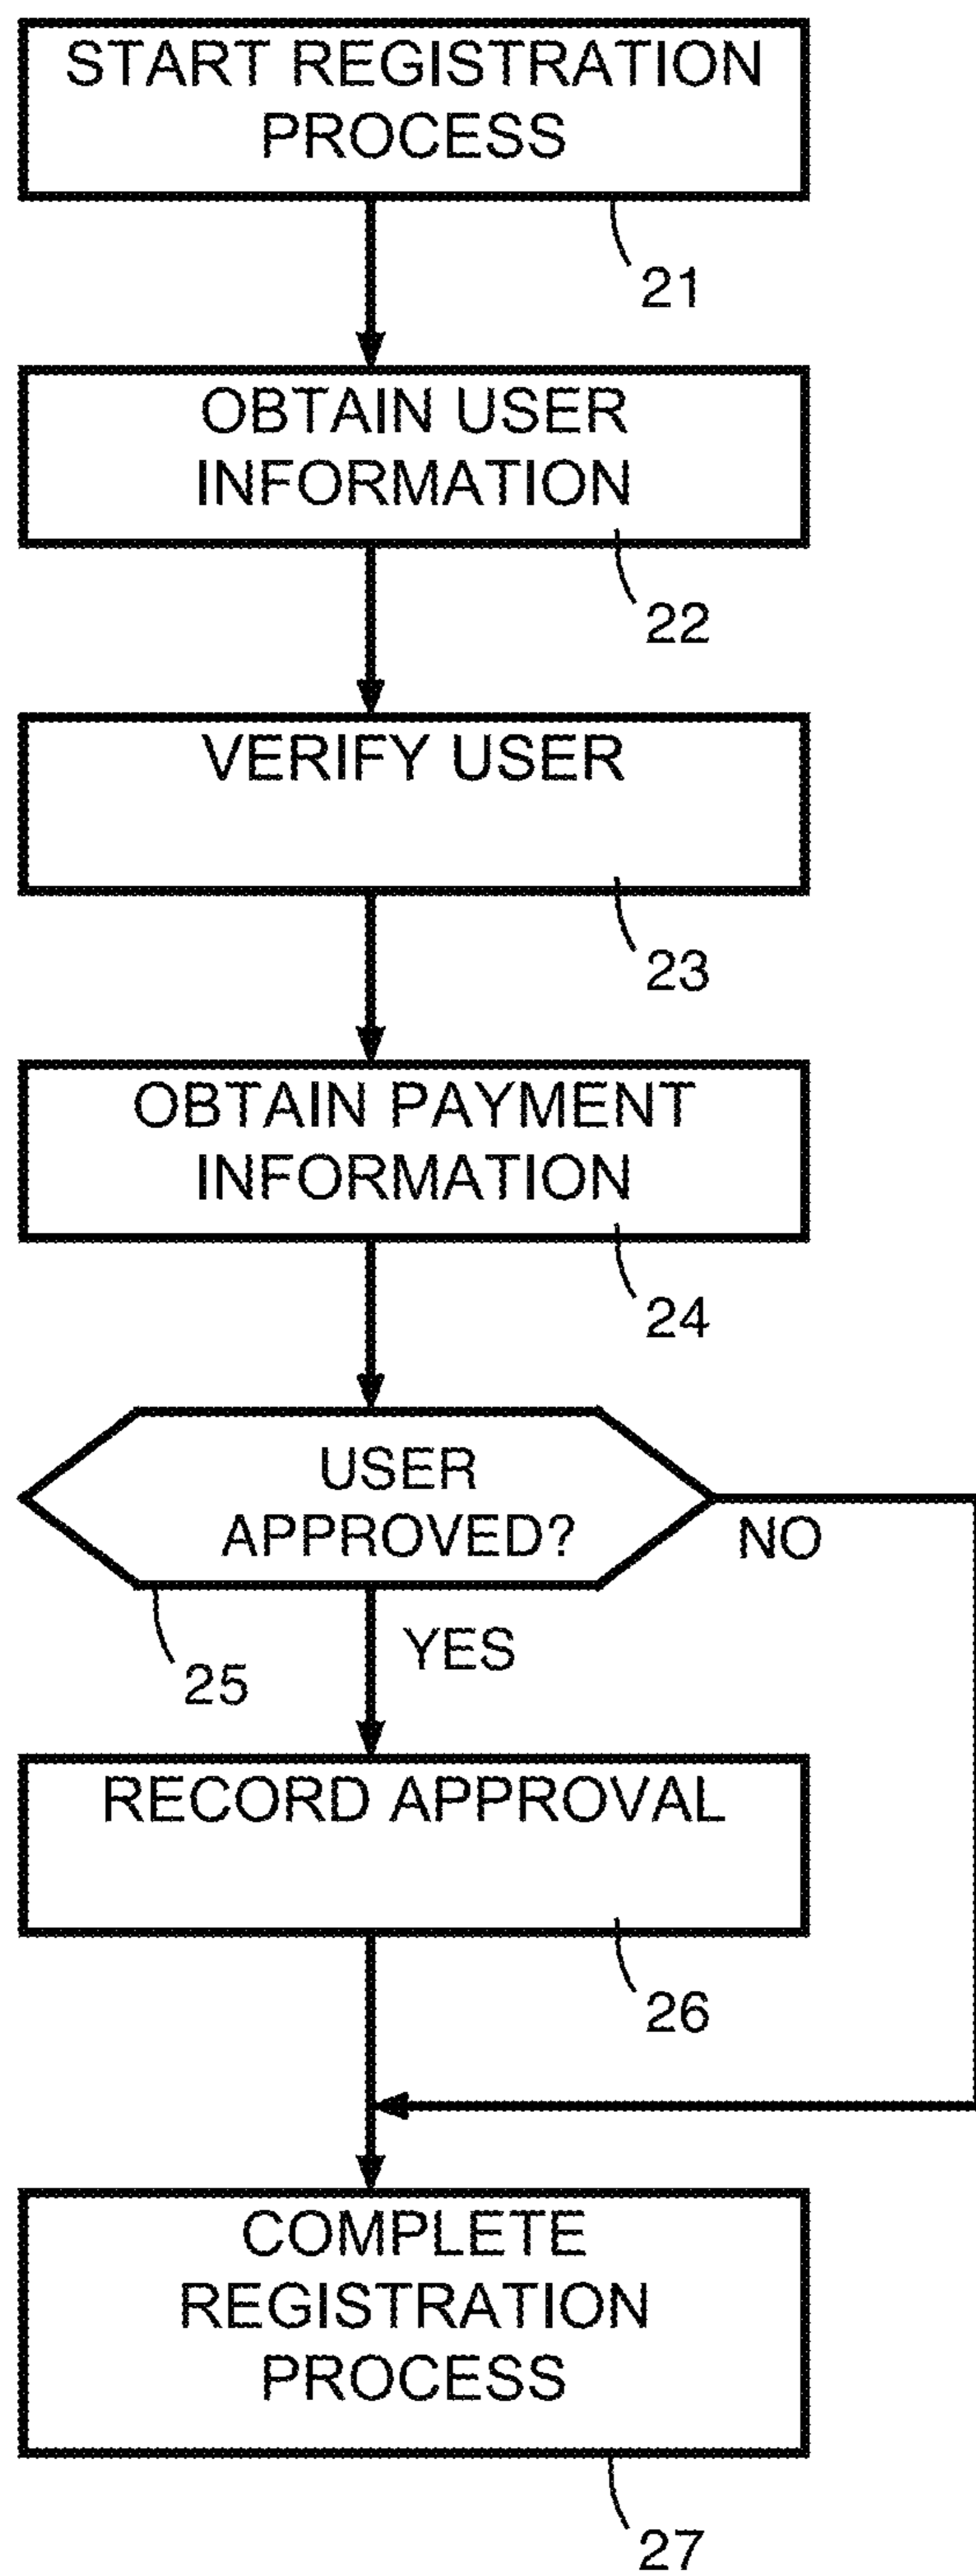 START REGISTRATION
PROCESS
21
OBTAIN USER
INFORMATION
22
VERIFY USER
23
OBTAIN PAYMENT
INFORMATION
24
USER
APPROVED?
NO
25
YES
RECORD APPROVAL
26
COMPLETE
REGISTRATION
PROCESS
27